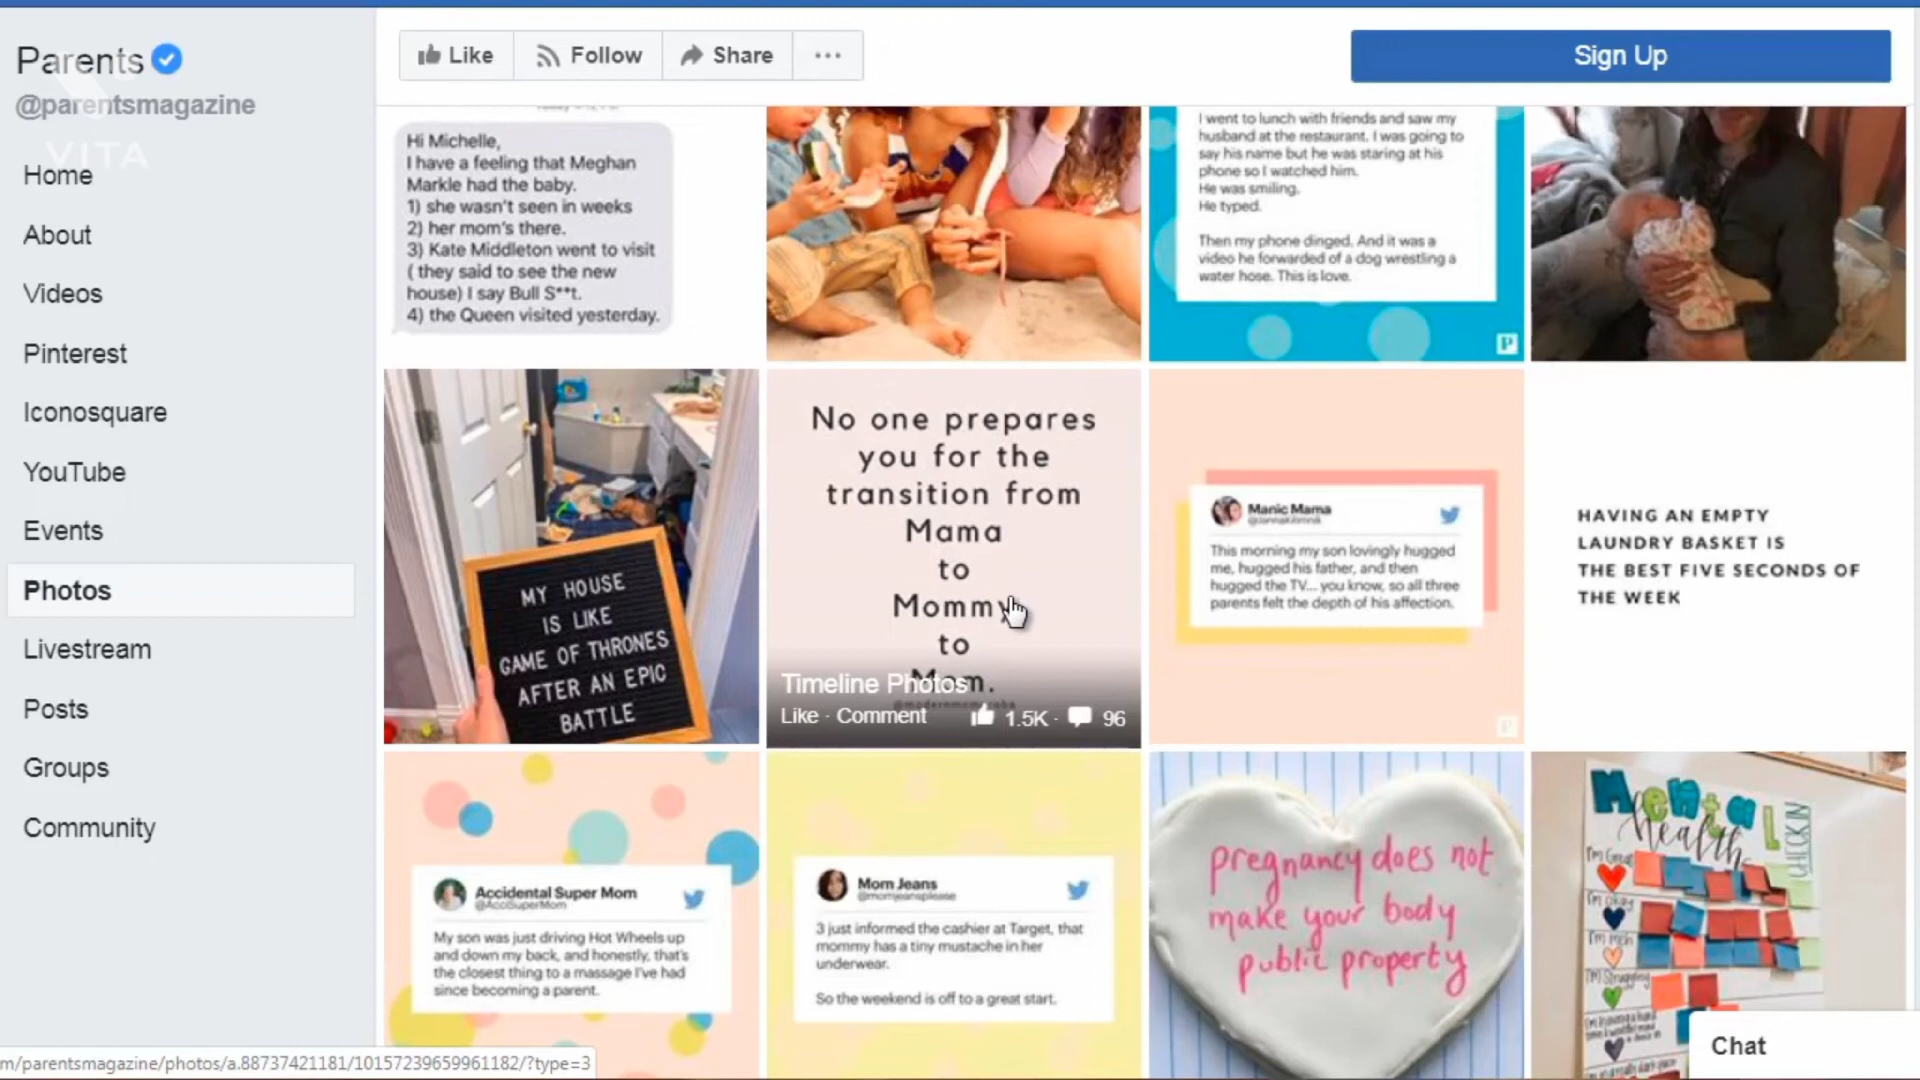 Parents
@parentsmagazine
VITA
Home
About
Videos
Pinterest
Iconosquare
YouTube
Events
Photos
Livestream
Posts
Groups
Community
Like
Follow
Share
Sign Up
Hi Michelle,
I have a feeling that Meghan
Markle had the baby.
1) she wasn't seen in weeks
2) her mom's there.
3) Kate Middleton went to visit
( they said to see the new
house) I say Bull S**t.
4) the Queen visited yesterday.
I went to lunch with friends and saw my
husband at the restaurant. I was going to
say his name but he was staring at his
phone so I watched him.
He was smiling.
He typed.
Then my phone dinged. And it was a
video he forwarded of a dog wrestling a
water hose. This is love.
P
MY HOUSE
IS LIKE
GAME OF THRONES
AFTER AN EPIC
BATTLE
No one prepares
you for the
transition from
Mama
to
Mommy
to
Mom.
Timeline Photos
Like · Comment 1.5K · 96
Manic Mama
This morning my son lovingly hugged
me, hugged his father, and then
hugged the TV... you know, so all three
parents felt the depth of his affection.
P
HAVING AN EMPTY
LAUNDRY BASKET IS
THE BEST FIVE SECONDS OF
THE WEEK
Accidental Super Mom
@AcciSuperMom
My son was just driving Hot Wheels up
and down my back, and honestly, that's
the closest thing to a massage I've had
since becoming a parent.
Mom Jeans
@momjeansplease
3 just informed the cashier at Target, that
mommy has a tiny mustache in her
underwear.
So the weekend is off to a great start.
pregnancy does not
make your body
public property
Mental
Health
CHECK IN
I'm Great
I'm okay
I'm meh
I'm Struggling
Chat
m/parentsmagazine/photos/a.88737421181/10157239659961182/?type=3